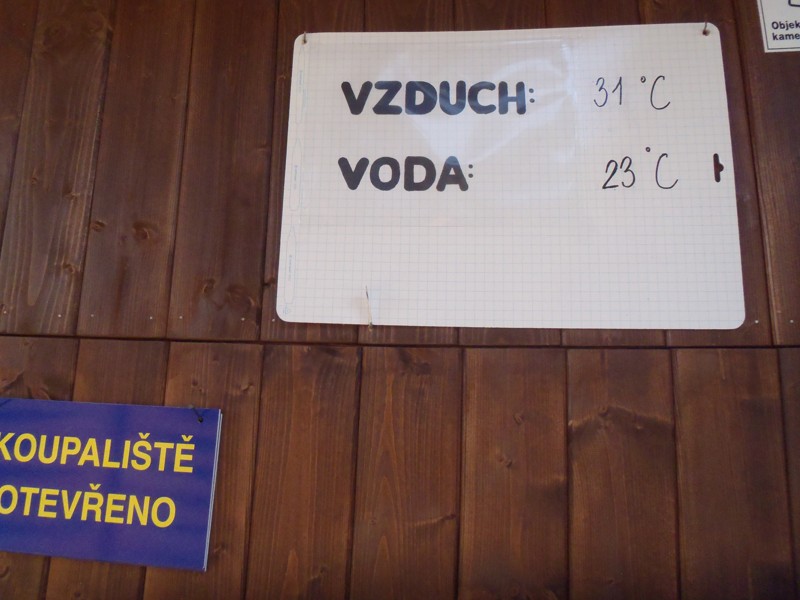 VZDUCH: 31 °C
VODA: 23 °C
KOUPALIŠTĚ
OTEVŘENO